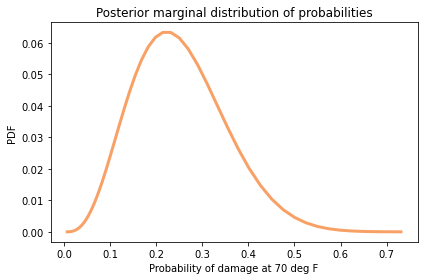 Posterior marginal distribution of probabilities
PDF
0.06
0.05
0.04
0.03
0.02
0.01
0.00
0.0 0.1 0.2 0.3 0.4 0.5 0.6 0.7
Probability of damage at 70 deg F